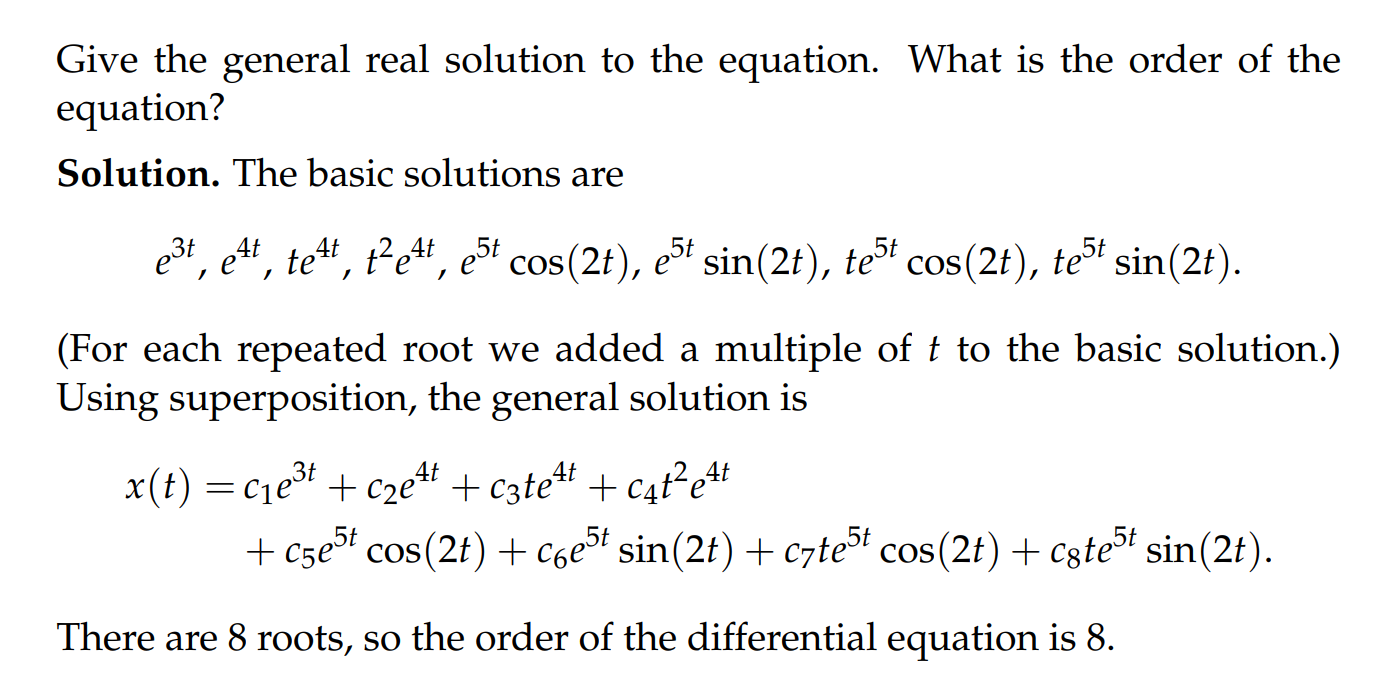 Give the general real solution to the equation. What is the order of the
equation?
Solution. The basic solutions are
e^{3t}, e^{4t}, te^{4t}, t^2e^{4t}, e^{5t} cos(2t), e^{5t} sin(2t), te^{5t} cos(2t), te^{5t} sin(2t).
(For each repeated root we added a multiple of t to the basic solution.)
Using superposition, the general solution is
x(t) = c_1e^{3t} + c_2e^{4t} + c_3te^{4t} + c_4t^2e^{4t}
+ c_5e^{5t} cos(2t) + c_6e^{5t} sin(2t) + c_7te^{5t} cos(2t) + c_8te^{5t} sin(2t).
There are 8 roots, so the order of the differential equation is 8.